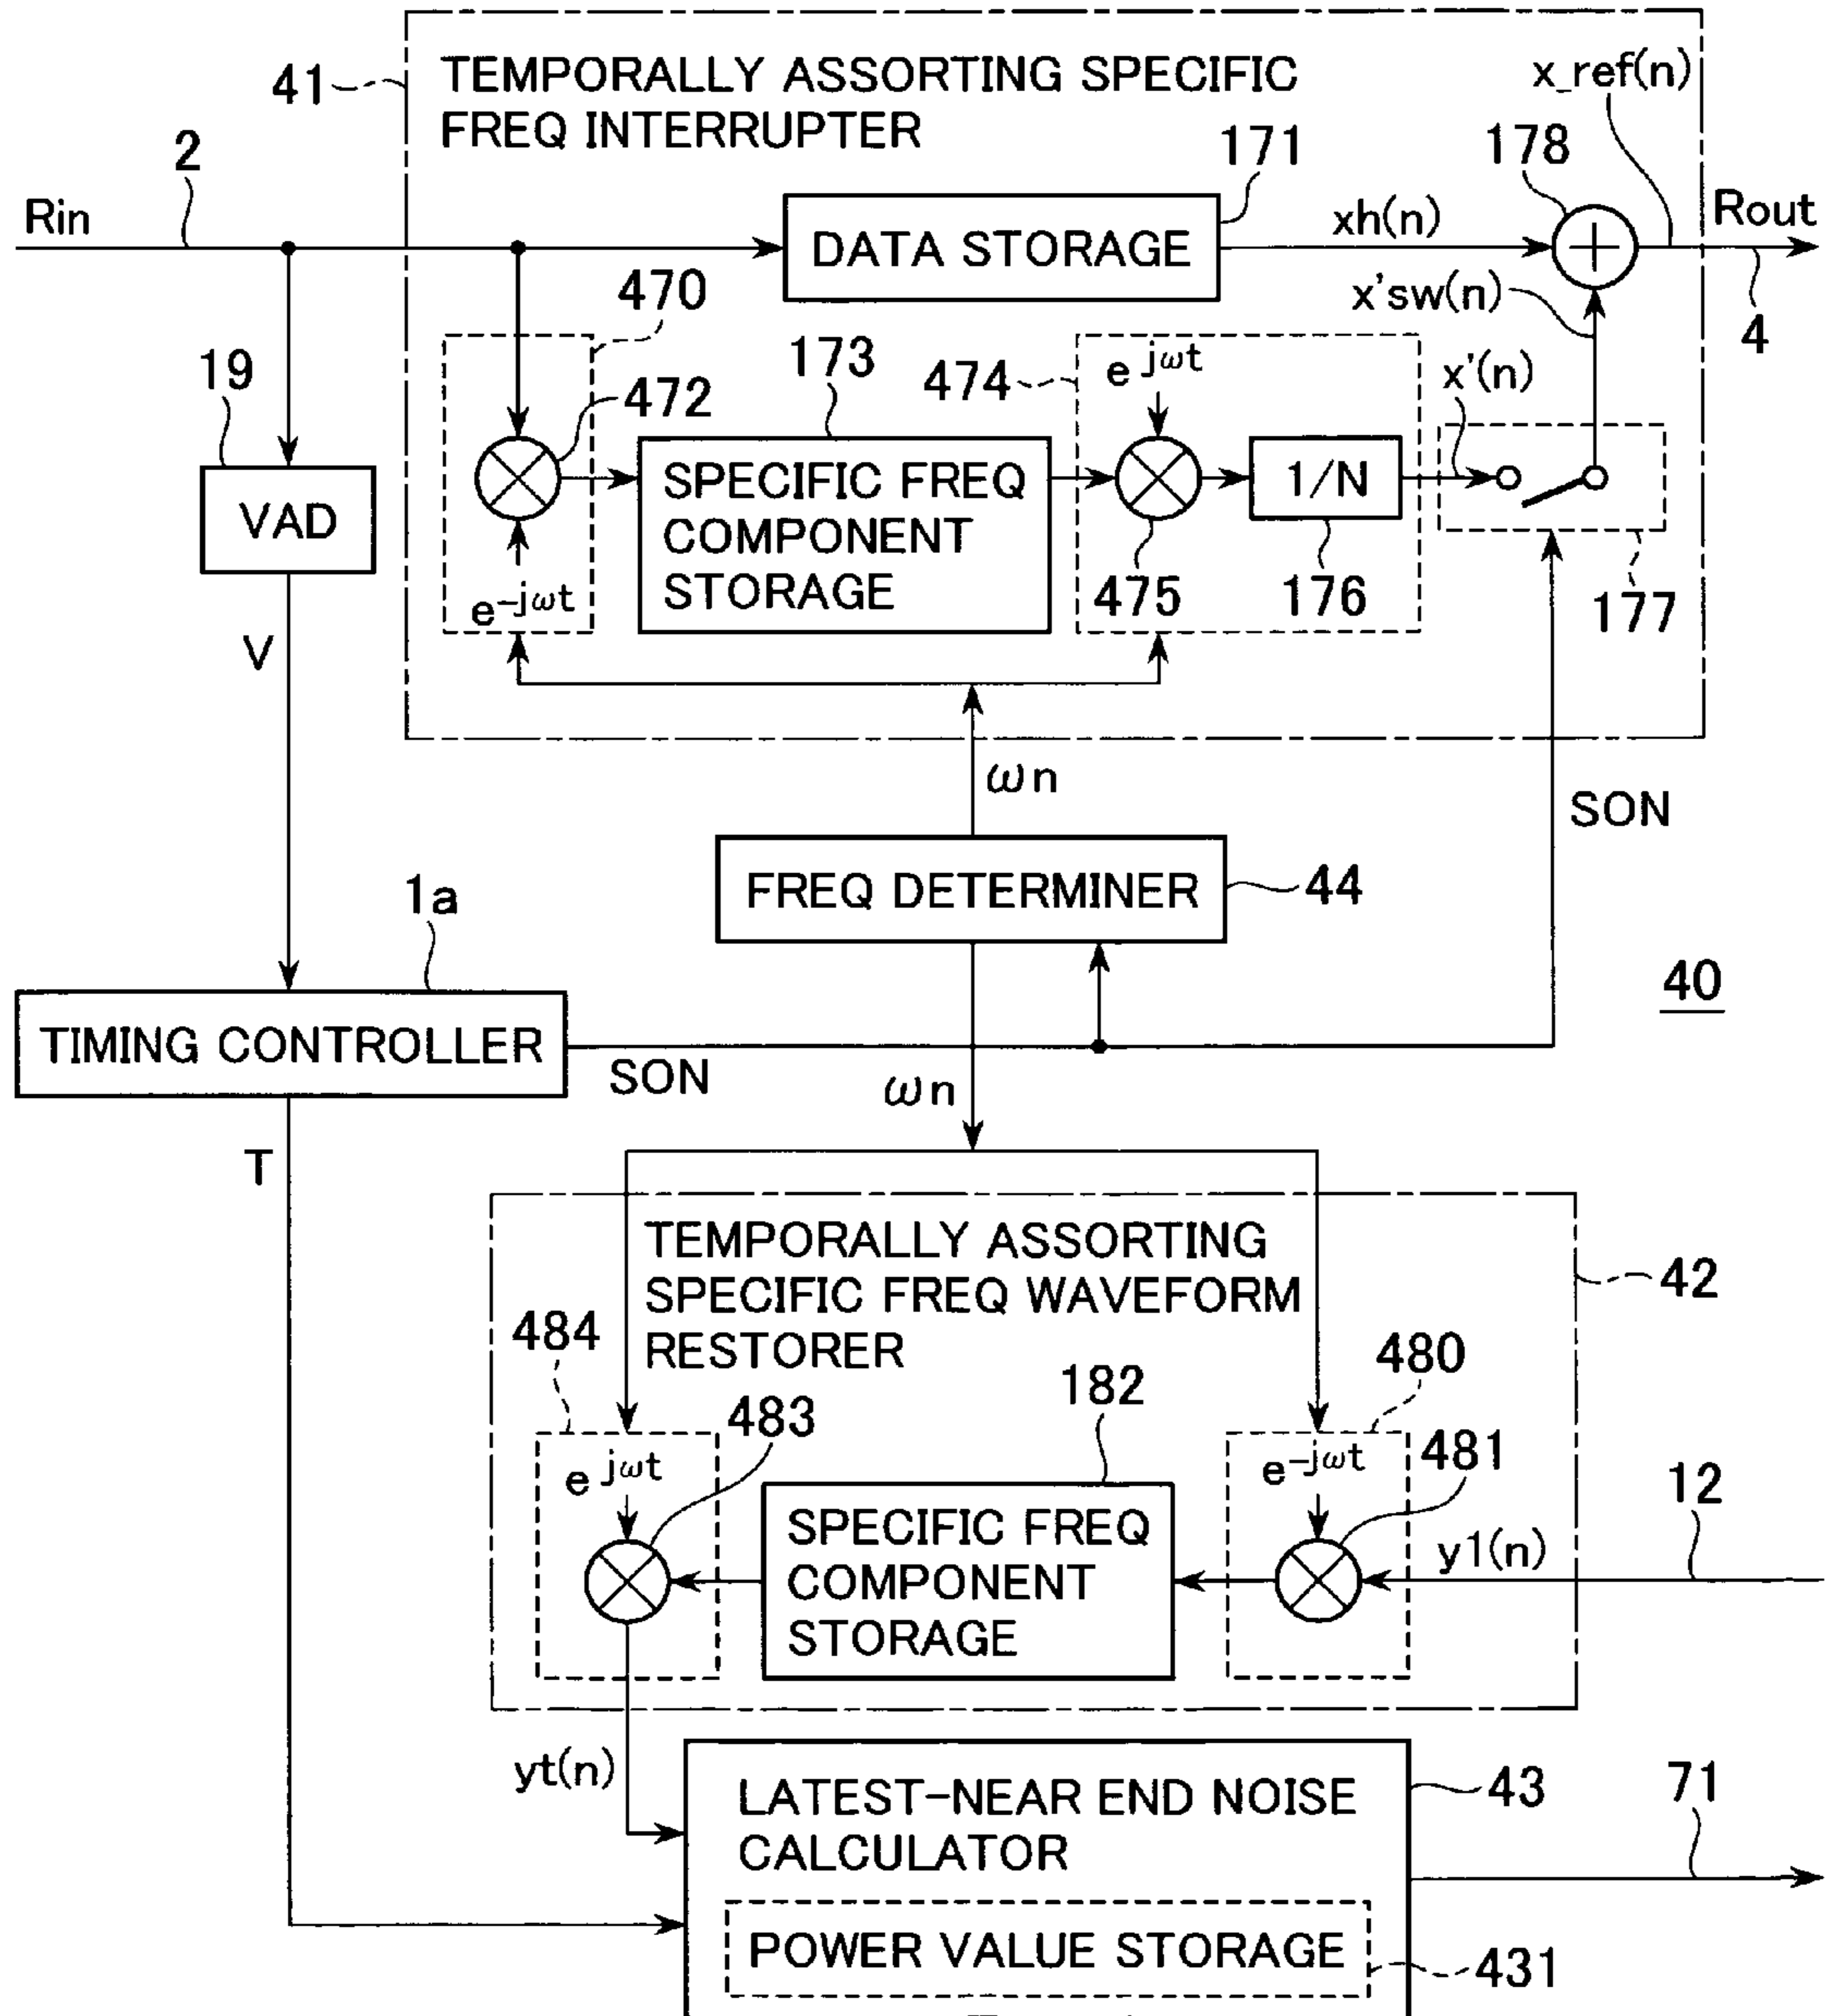 41
TEMPORALLY ASSORTING SPECIFIC
FREQ INTERRUPTER
x_ref(n)
2
171
178
Rin
DATA STORAGE
xh(n)
Rout
470
x'sw(n)
4
19
173
474
e jωt
x'(n)
472
VAD
SPECIFIC FREQ
COMPONENT
STORAGE
1/N
e-jωt
475
176
177
V
ωn
SON
1a
FREQ DETERMINER
44
40
TIMING CONTROLLER
SON
ωn
T
TEMPORALLY ASSORTING
SPECIFIC FREQ WAVEFORM
RESTORER
42
484
480
182
483
e jωt
e-jωt
481
12
SPECIFIC FREQ
COMPONENT
STORAGE
y1(n)
yt(n)
LATEST-NEAR END NOISE
CALCULATOR
43
71
POWER VALUE STORAGE
431